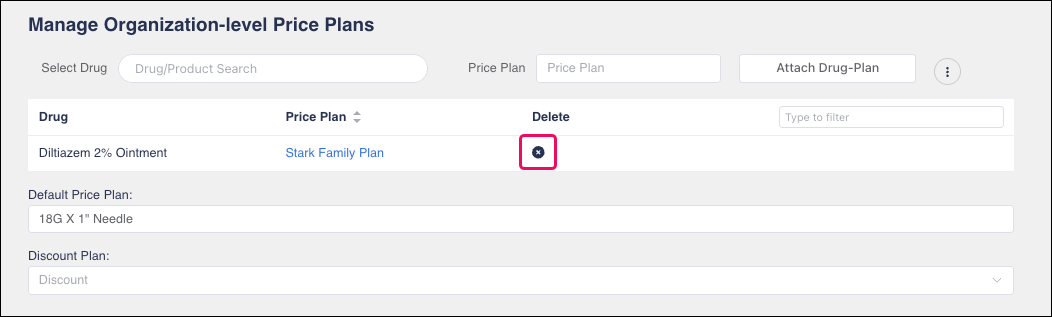 Manage Organization-level Price Plans
Select Drug Drug/Product Search Price Plan Price Plan Attach Drug-Plan
Drug Price Plan Delete Type to filter
Diltiazem 2% Ointment Stark Family Plan
Default Price Plan:
18G X 1" Needle
Discount Plan:
Discount